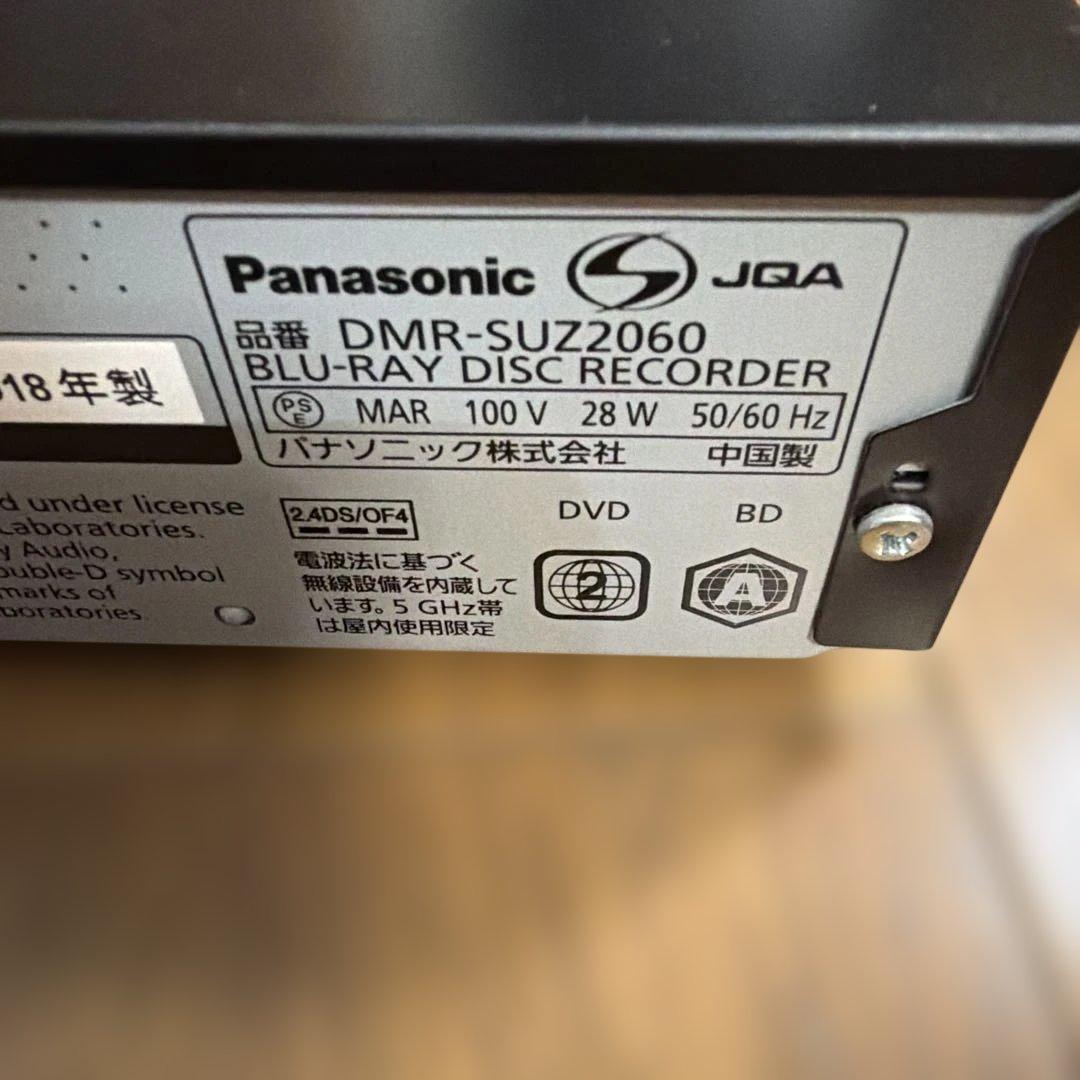 Panasonic JQA
品番 DMR-SUZ2060
BLU-RAY DISC RECORDER
PSE MAR 100 V 28 W 50/60 Hz
パナソニック株式会社 中国製
18年製
d under license
Laboratories.
y Audio,
ouble-D symbol
marks of
boratories.
2.4DS/OF4
電波法に基づく
無線設備を内蔵して
います。5 GHz帯
は屋内使用限定
DVD BD
2 A